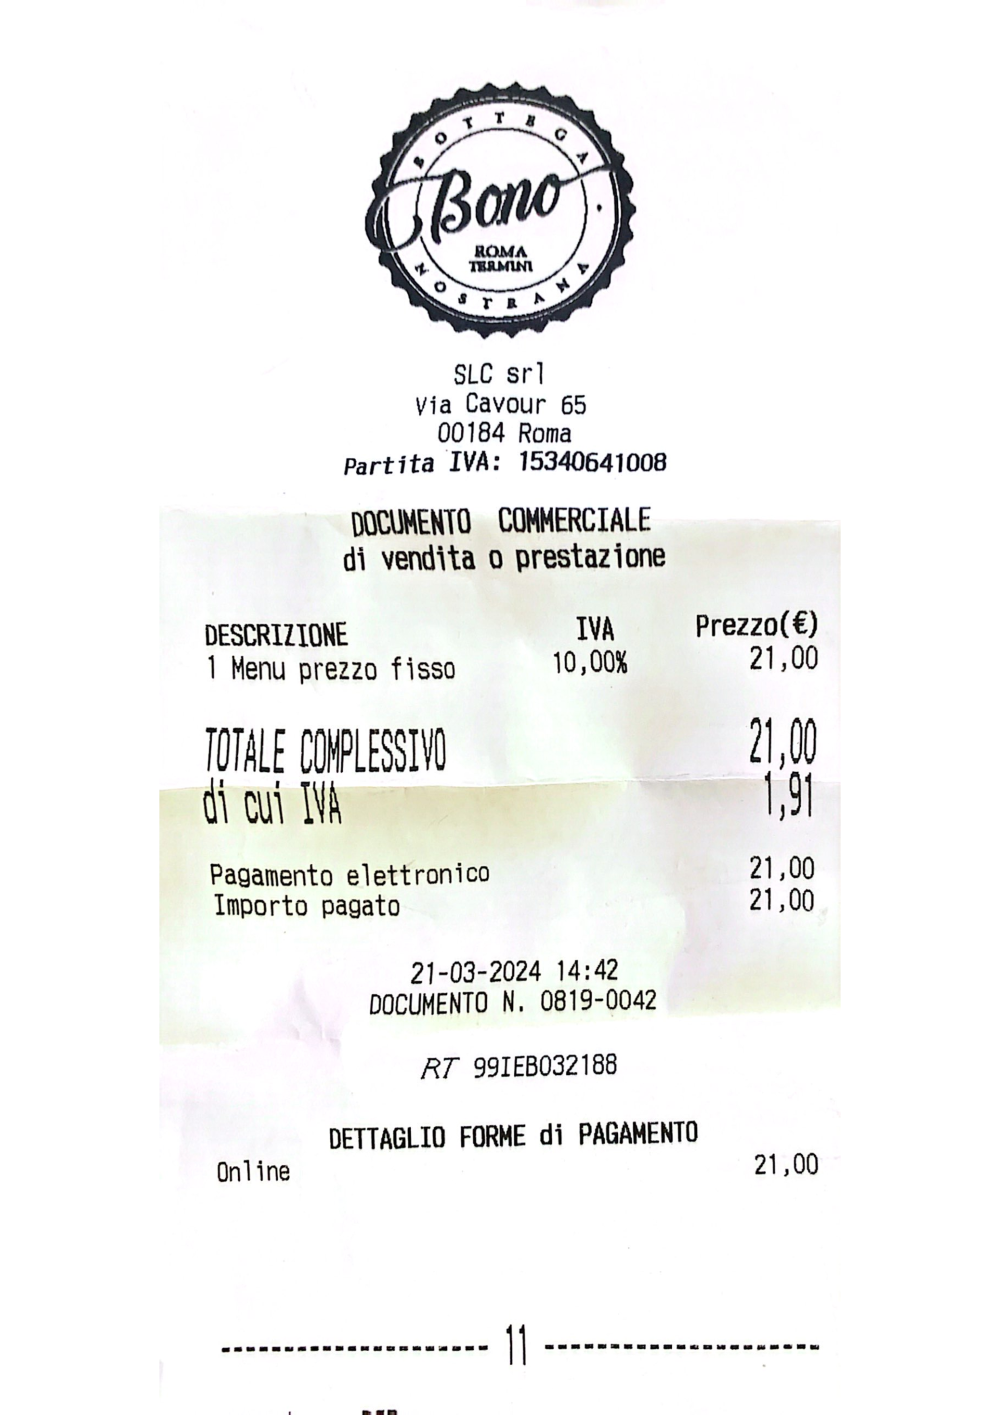 BOTTEGA
Bono
ROMA
TERMINI
NOSTRANA
SLC srl
Via Cavour 65
00184 Roma
Partita IVA: 15340641008
DOCUMENTO COMMERCIALE
di vendita o prestazione
DESCRIZIONE IVA Prezzo(€)
1 Menu prezzo fisso 10,00% 21,00
TOTALE COMPLESSIVO 21,00
di cui IVA 1,91
Pagamento elettronico 21,00
Importo pagato 21,00
21-03-2024 14:42
DOCUMENTO N. 0819-0042
RT 99IEB032188
DETTAGLIO FORME di PAGAMENTO
Online 21,00
---------------------- 11 ----------------------